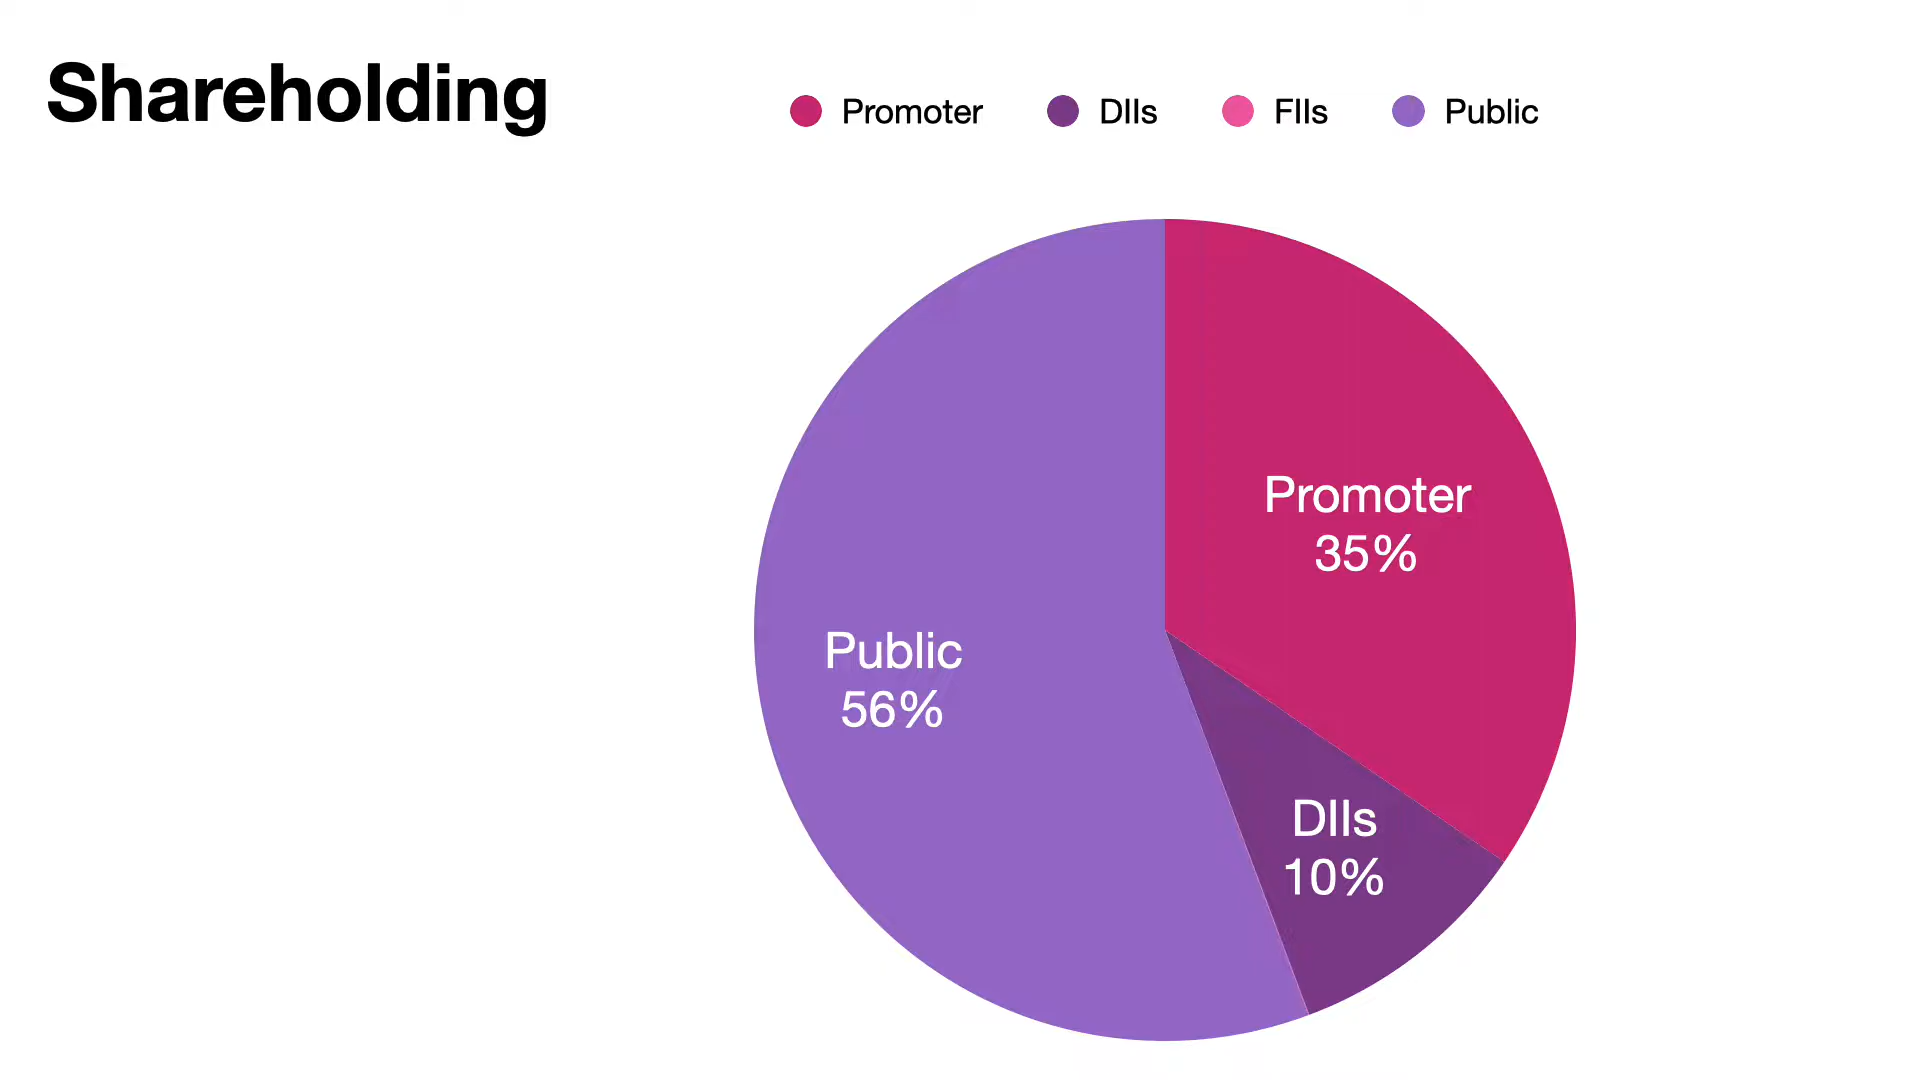 Shareholding
Promoter DIIs FIIs Public
Promoter
35%
Public
56%
DIIs
10%